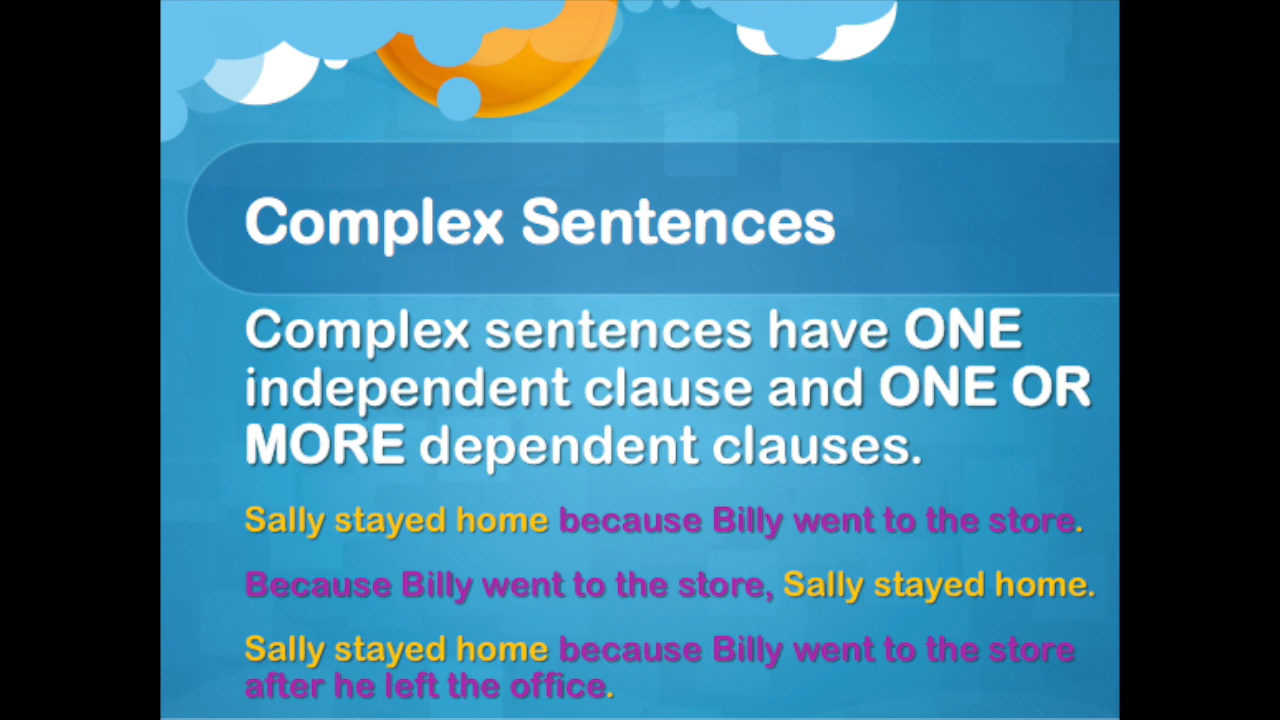 Complex Sentences
Complex sentences have ONE
independent clause and ONE OR
MORE dependent clauses.
Sally stayed home because Billy went to the store.
Because Billy went to the store, Sally stayed home.
Sally stayed home because Billy went to the store
after he left the office.